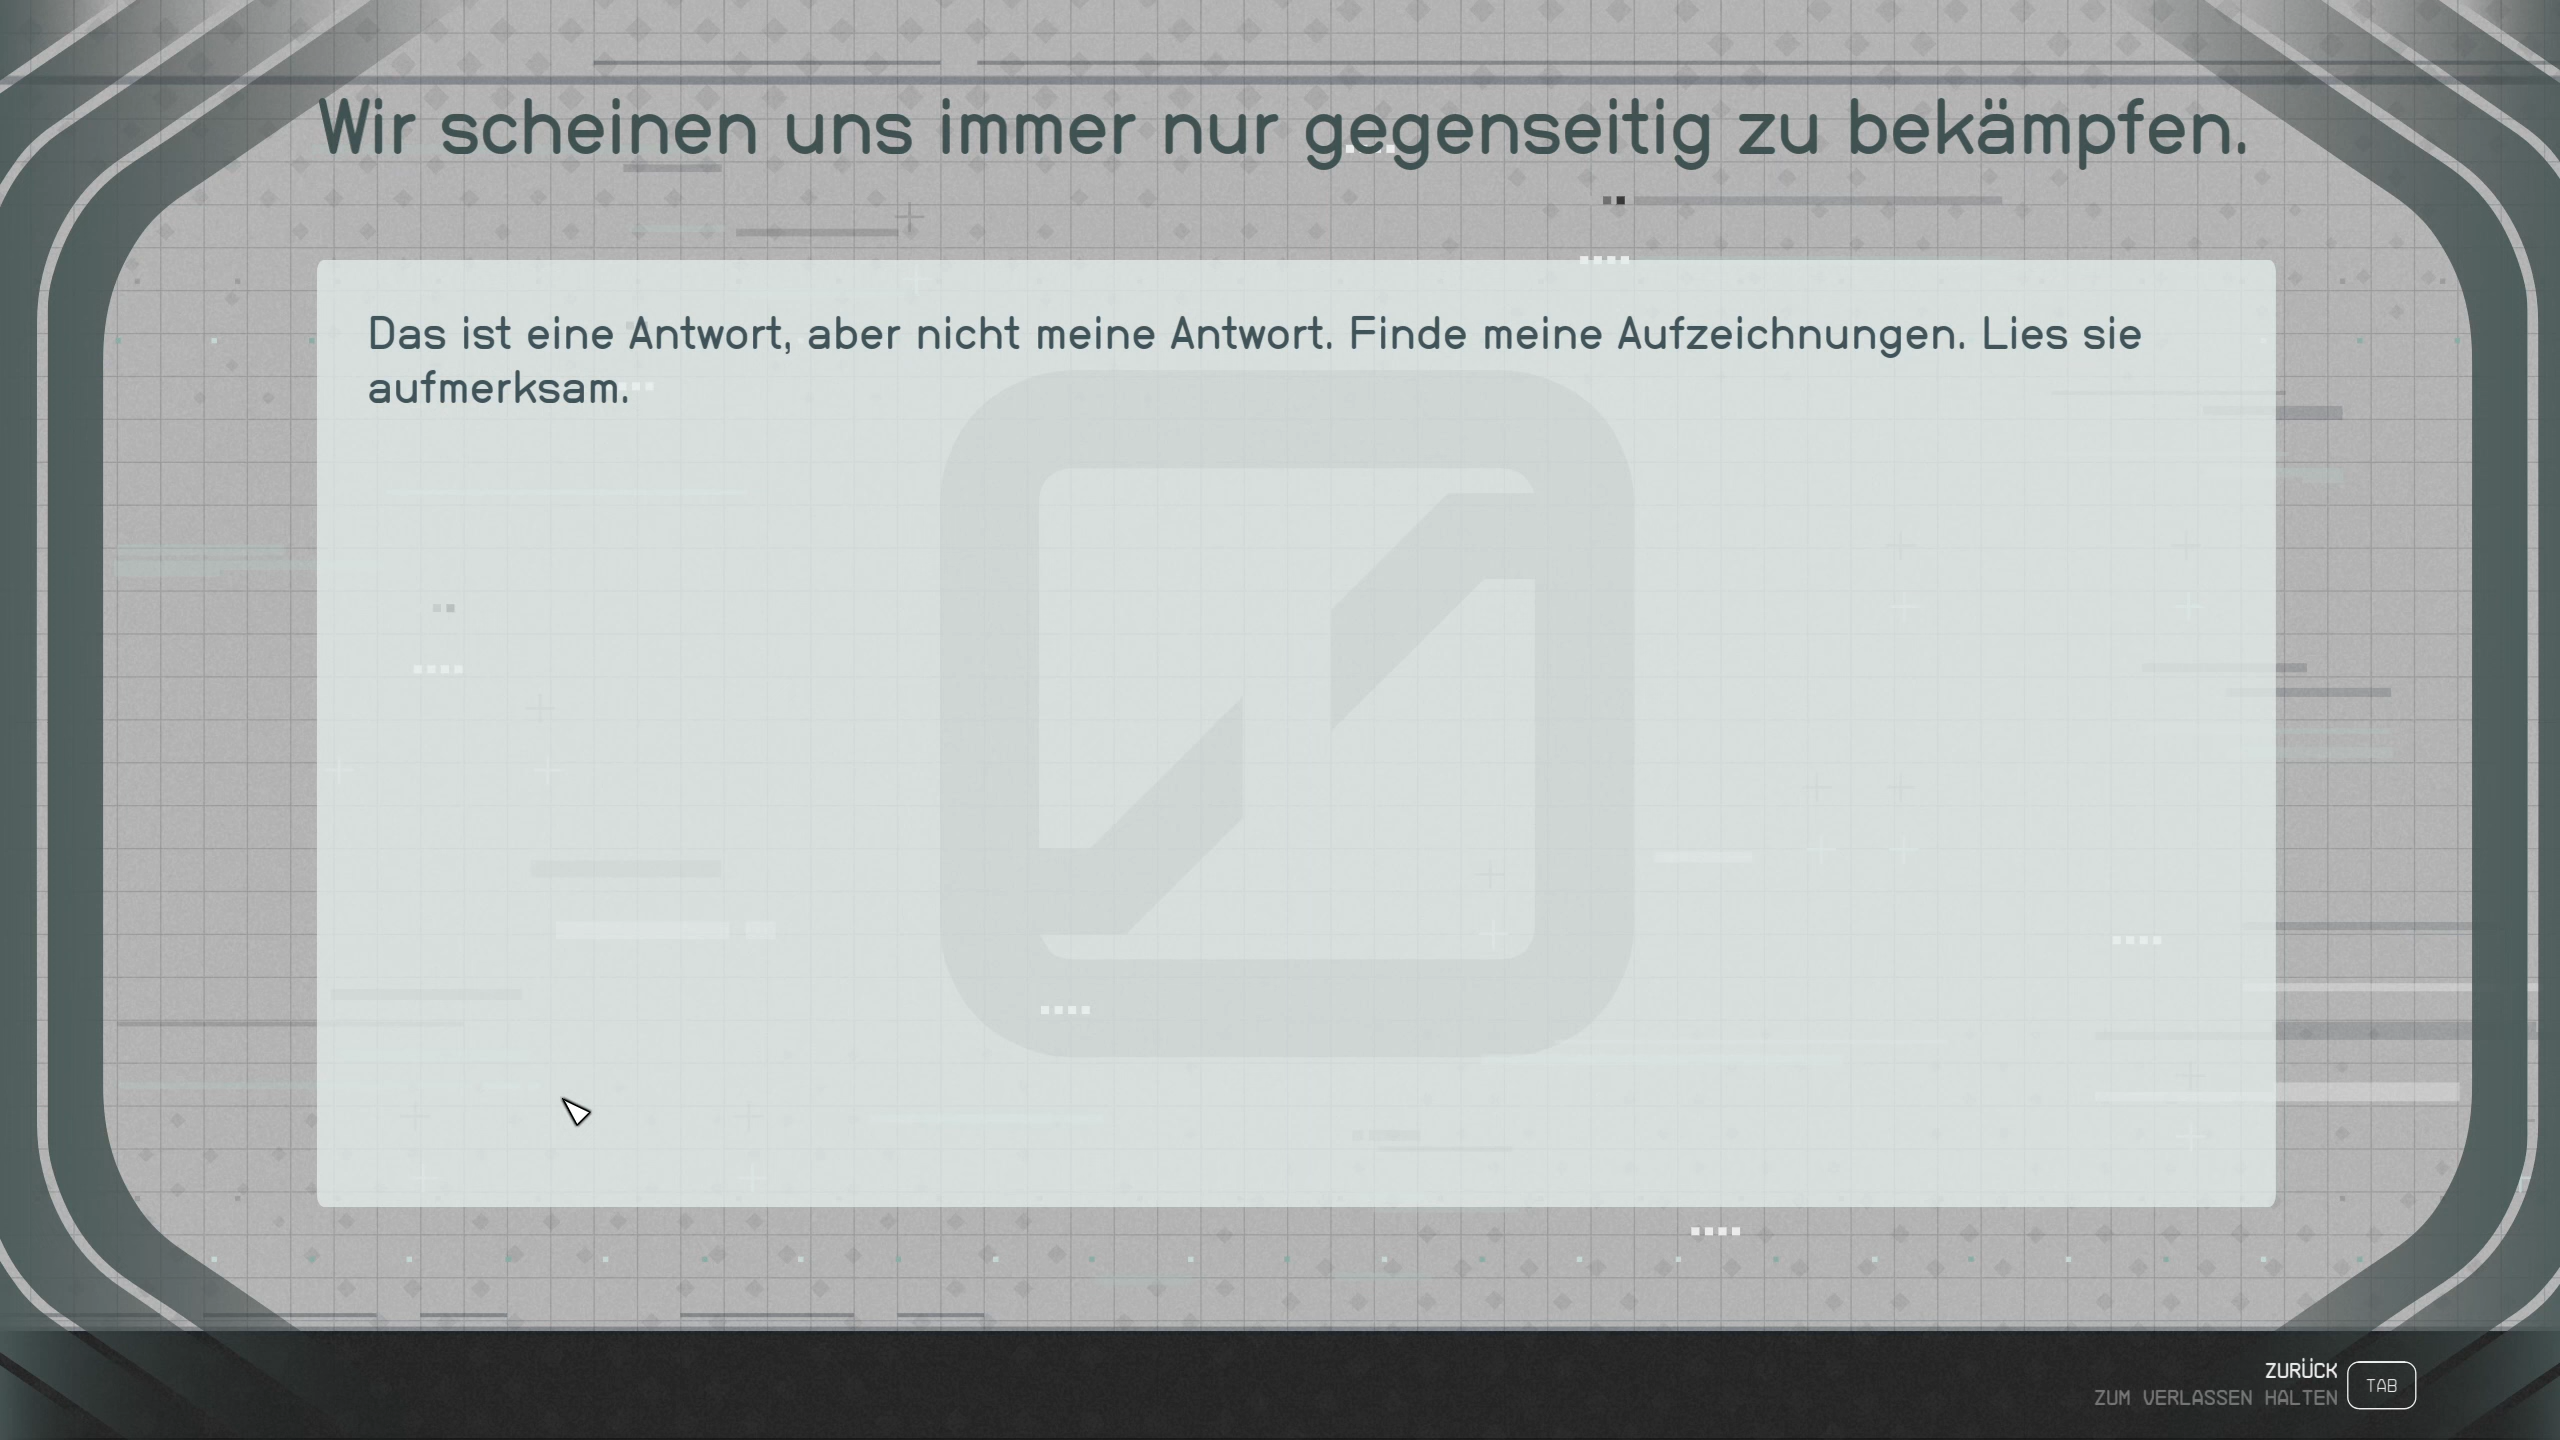 Wir scheinen uns immer nur gegenseitig zu bekämpfen.
Das ist eine Antwort, aber nicht meine Antwort. Finde meine Aufzeichnungen. Lies sie
aufmerksam.
ZURÜCK
ZUM VERLASSEN HALTEN
TAB